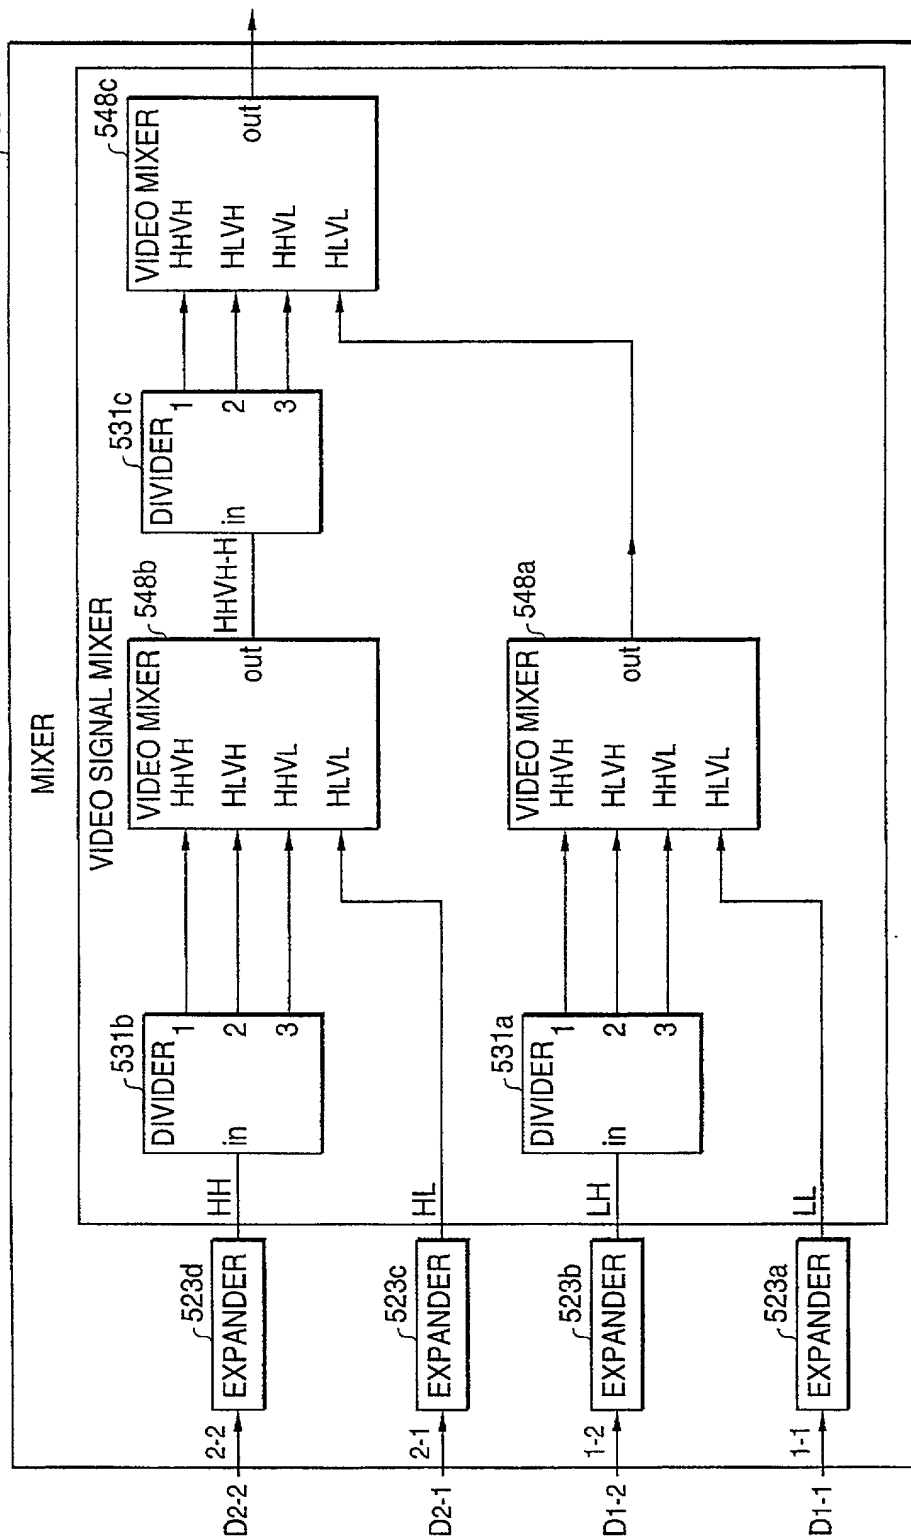 MIXER
VIDEO SIGNAL MIXER
D2-2
2-2
523d
EXPANDER
HH
531b
DIVIDER
in
1
2
3
548b
VIDEO MIXER
HHVH
HLVH
HHVL
HLVL
out
HHVH-H
531c
DIVIDER
in
1
2
3
548c
VIDEO MIXER
HHVH
HLVH
HHVL
HLVL
out
D2-1
2-1
523c
EXPANDER
HL
D1-2
1-2
523b
EXPANDER
LH
531a
DIVIDER
in
1
2
3
548a
VIDEO MIXER
HHVH
HLVH
HHVL
HLVL
out
D1-1
1-1
523a
EXPANDER
LL